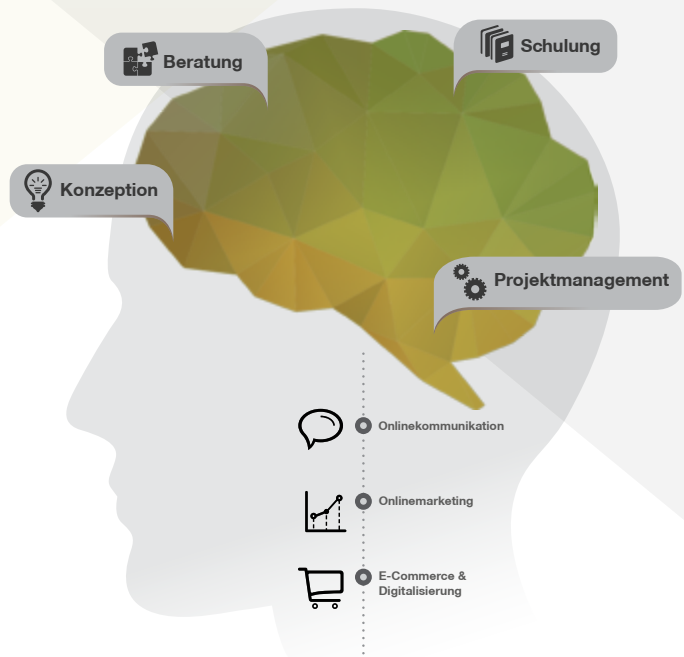 Beratung
Schulung
Konzeption
Projektmanagement
Onlinekommunikation
Onlinemarketing
E-Commerce &
Digitalisierung